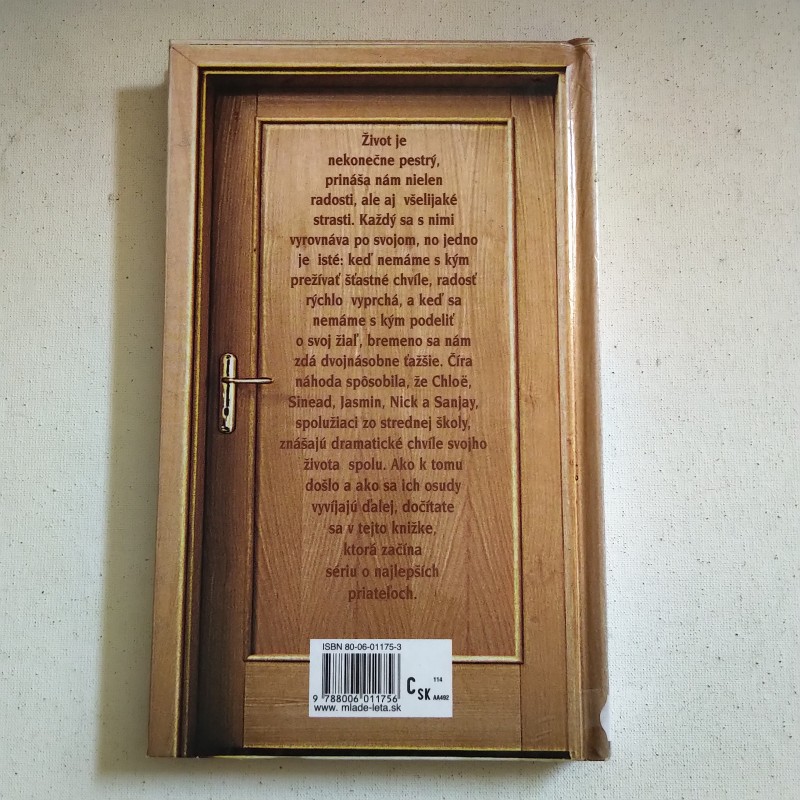 Život je
nekonečne pestrý,
prináša nám nielen
radosti, ale aj všelijaké
strasti. Každý sa s nimi
vyrovnáva po svojom, no jedno
je isté: keď nemáme s kým
prežívať šťastné chvíle, radosť
rýchlo vyprchá, a keď sa
nemáme s kým podeliť
o svoj žiaľ, bremeno sa nám
zdá dvojnásobne ťažšie. Číra
náhoda spôsobila, že Chloë,
Sinead, Jasmin, Nick a Sanjay,
spolužiaci zo strednej školy,
znášajú dramatické chvíle svojho
života spolu. Ako k tomu
došlo a ako sa ich osudy
vyvíjajú ďalej, dočítate
sa v tejto knižke,
ktorá začína
sériu o najlepších
priateľoch.
ISBN 80-06-01175-3
9 788006 011756
www. mlade-leta.sk
C SK 114
AA492